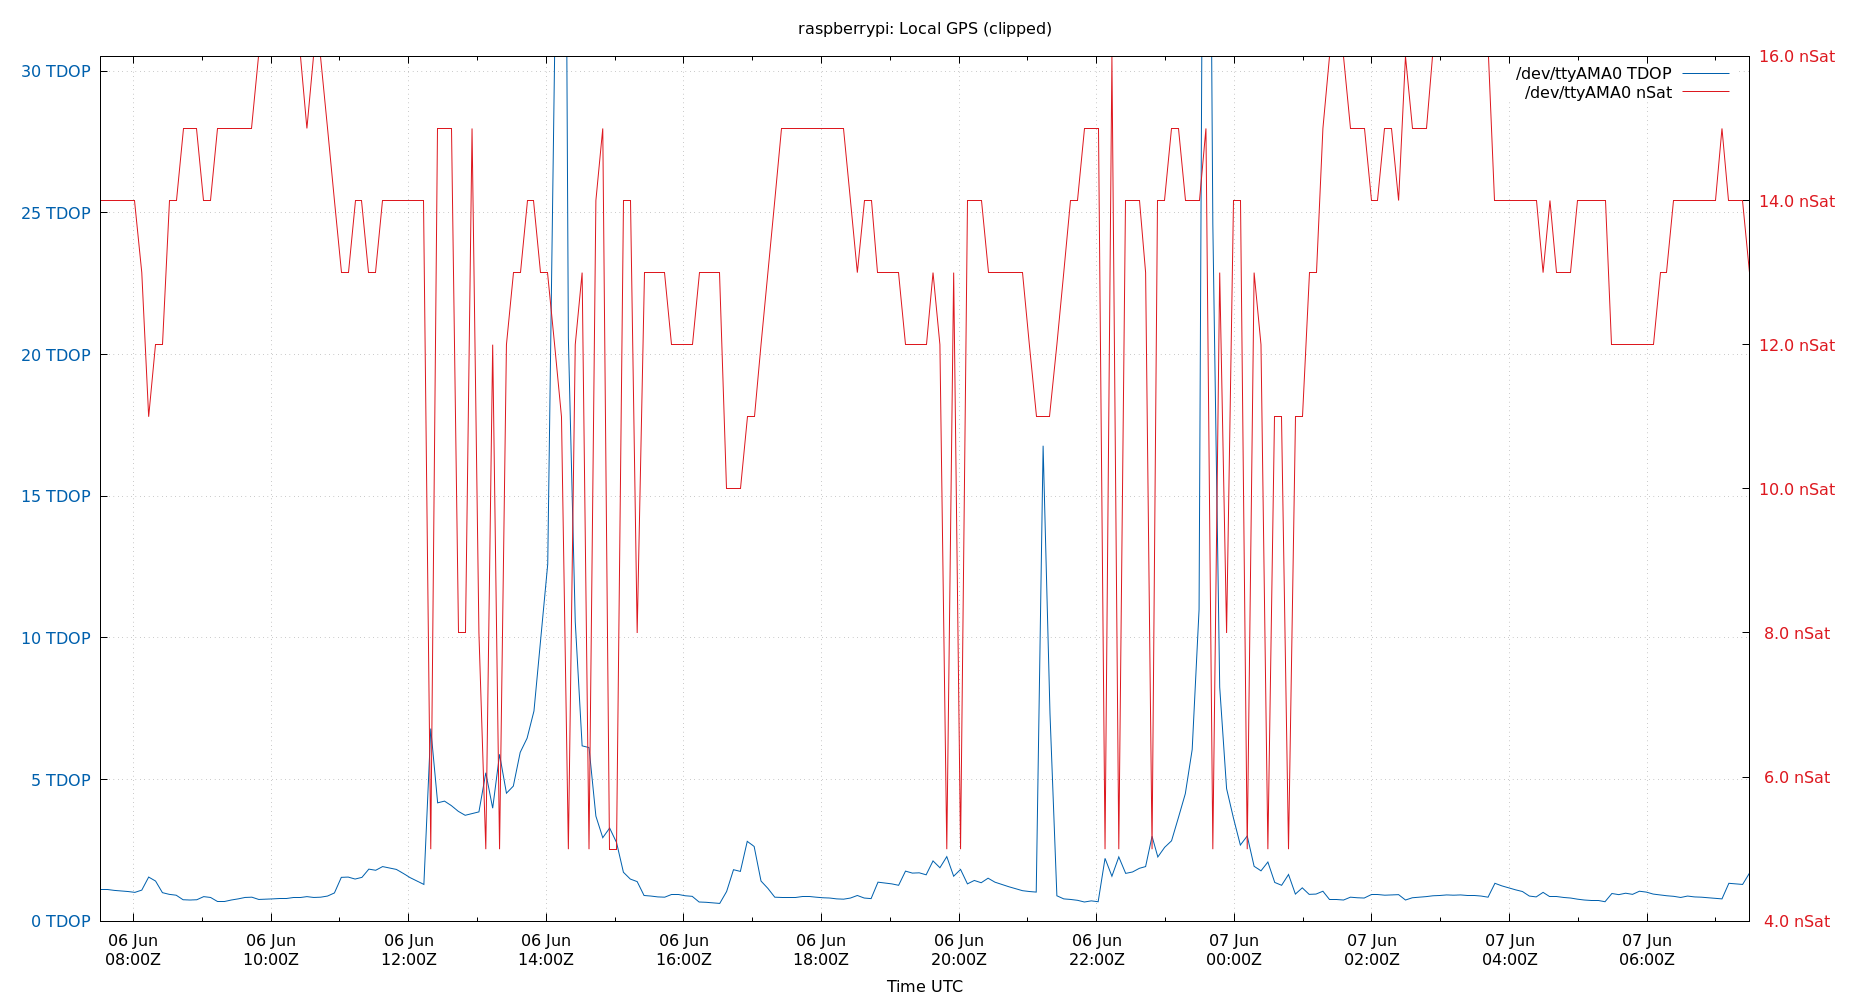 raspberrypi: Local GPS (clipped)
/dev/ttyAMA0 TDOP
/dev/ttyAMA0 nSat
30 TDOP
25 TDOP
20 TDOP
15 TDOP
10 TDOP
5 TDOP
0 TDOP
16.0 nSat
14.0 nSat
12.0 nSat
10.0 nSat
8.0 nSat
6.0 nSat
4.0 nSat
06 Jun
08:00Z
06 Jun
10:00Z
06 Jun
12:00Z
06 Jun
14:00Z
06 Jun
16:00Z
06 Jun
18:00Z
06 Jun
20:00Z
06 Jun
22:00Z
07 Jun
00:00Z
07 Jun
02:00Z
07 Jun
04:00Z
07 Jun
06:00Z
Time UTC